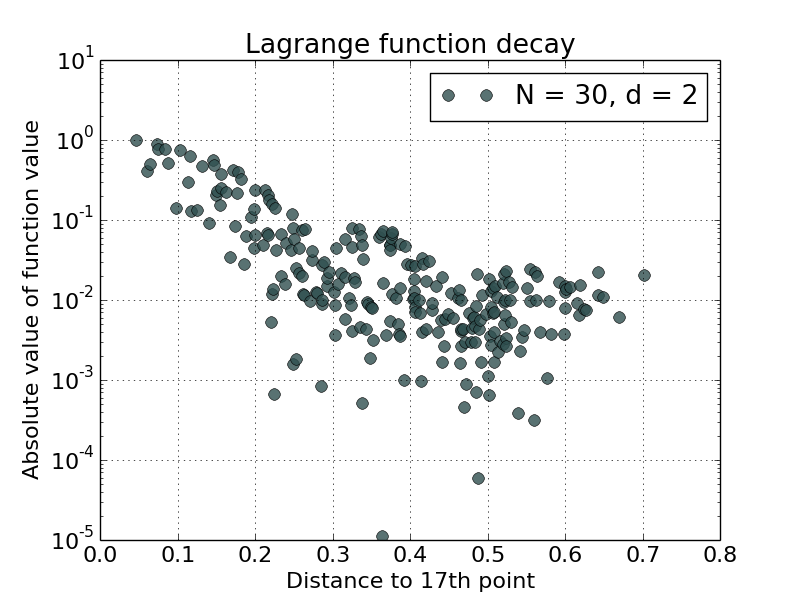 Lagrange function decay
N = 30, d = 2
Absolute value of function value
10^1
10^0
10^-1
10^-2
10^-3
10^-4
10^-5
0.0 0.1 0.2 0.3 0.4 0.5 0.6 0.7 0.8
Distance to 17th point